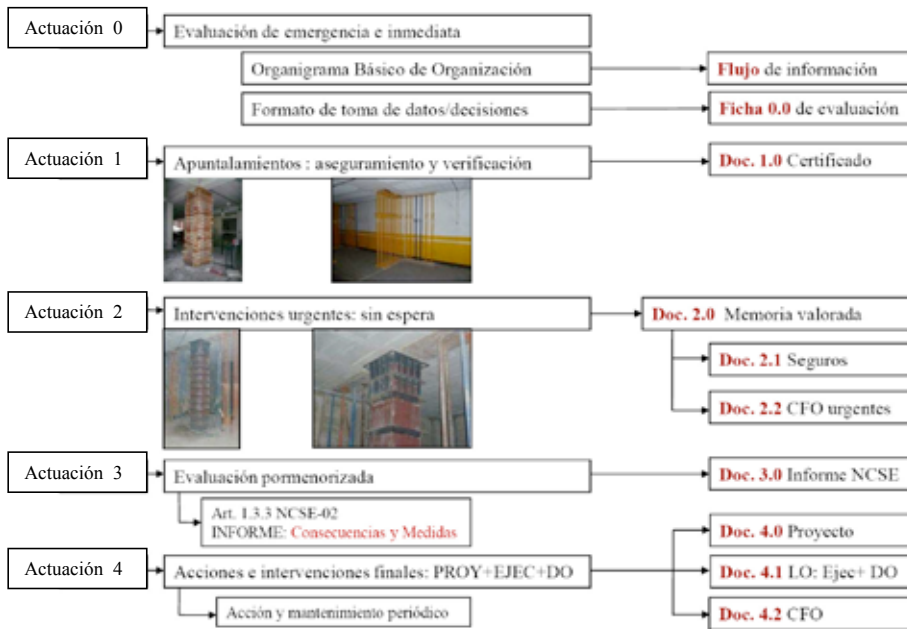 Actuación 0
Evaluación de emergencia e inmediata
Organigrama Básico de Organización
Flujo de información
Formato de toma de datos/decisiones
Ficha 0.0 de evaluación
Actuación 1
Apuntalamientos : aseguramiento y verificación
Doc. 1.0 Certificado
Actuación 2
Intervenciones urgentes: sin espera
Doc. 2.0 Memoria valorada
Doc. 2.1 Seguros
Doc. 2.2 CFO urgentes
Actuación 3
Evaluación pormenorizada
Doc. 3.0 Informe NCSE
Art. 1.3.3 NCSE-02
INFORME: Consecuencias y Medidas
Doc. 4.0 Proyecto
Actuación 4
Acciones e intervenciones finales: PROY+EJEC+DO
Doc. 4.1 LO: Ejec+ DO
Acción y mantenimiento periódico
Doc. 4.2 CFO